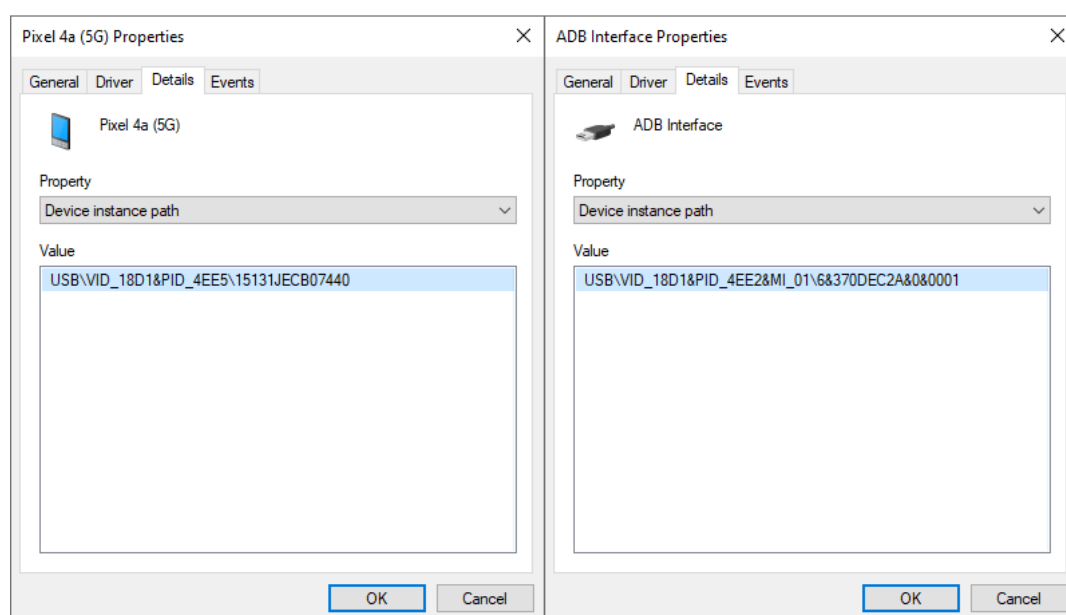 Pixel 4a (5G) Properties
General Driver Details Events
Pixel 4a (5G)
Property
Device instance path
Value
USB\VID_18D1&PID_4EE5\15131JECB07440
OK Cancel
ADB Interface Properties
General Driver Details Events
ADB Interface
Property
Device instance path
Value
USB\VID_18D1&PID_4EE2&MI_01\6&370DEC2A&0&0001
OK Cancel